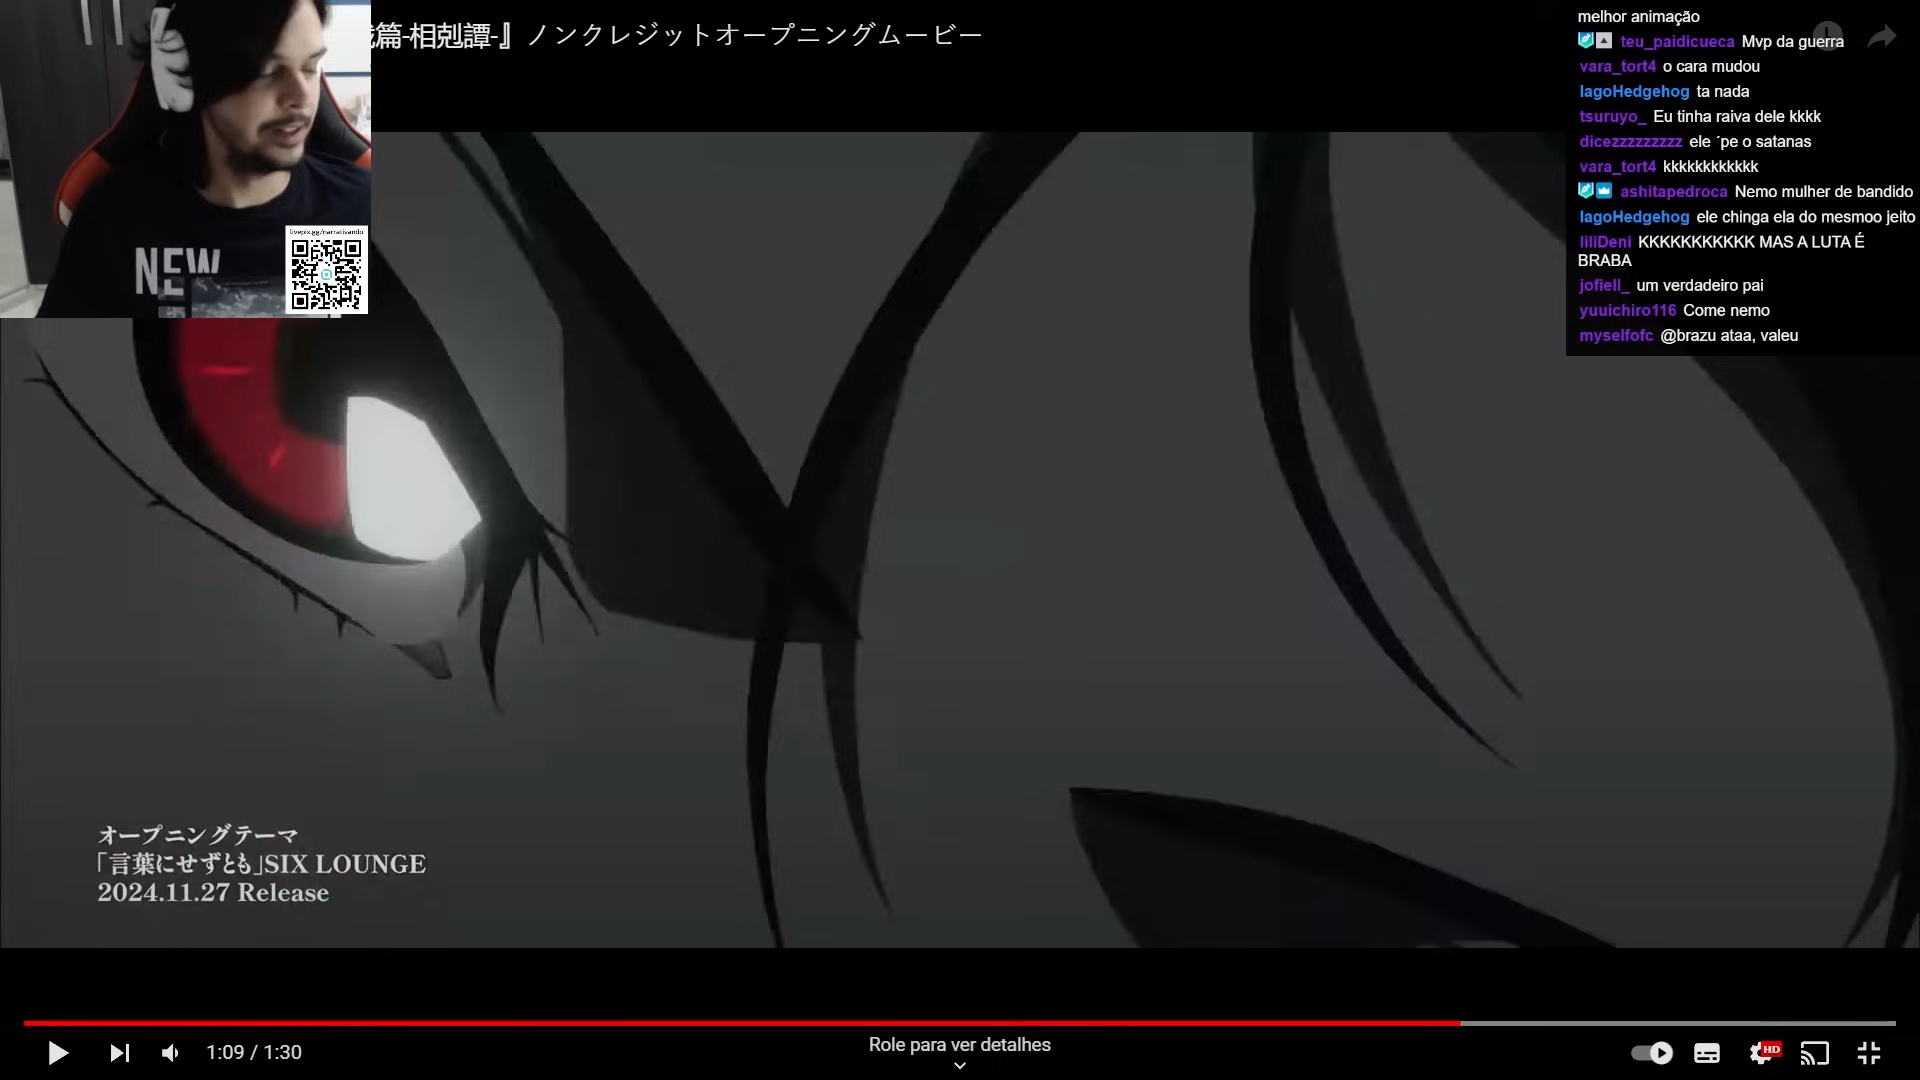 篇-相剋譚-』ノンクレジットオープニングムービー
NEW
livepix.gg/narrativando
melhor animação
teu_paidicueca Mvp da guerra
vara_tort4 o cara mudou
IagoHedgehog ta nada
tsuruyo_ Eu tinha raiva dele kkkk
dicezzzzzzzzz ele ´pe o satanas
vara_tort4 kkkkkkkkkkkk
ashitapedroca Nemo mulher de bandido
IagoHedgehog ele chinga ela do mesmoo jeito
liliDeni KKKKKKKKKKK MAS A LUTA É
BRABA
jofiell_ um verdadeiro pai
yuuichiro116 Come nemo
myselfofc @brazu ataa, valeu
オープニングテーマ
「言葉にせずとも」SIX LOUNGE
2024.11.27 Release
1:09 / 1:30
Role para ver detalhes
HD